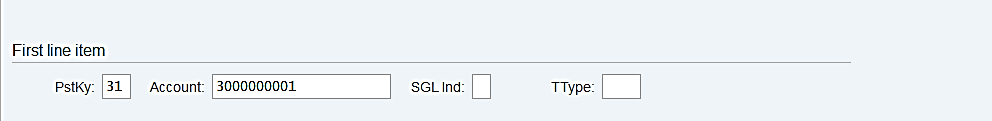 First line item
PstKy: 31 Account: 3000000001 SGL Ind: TType: